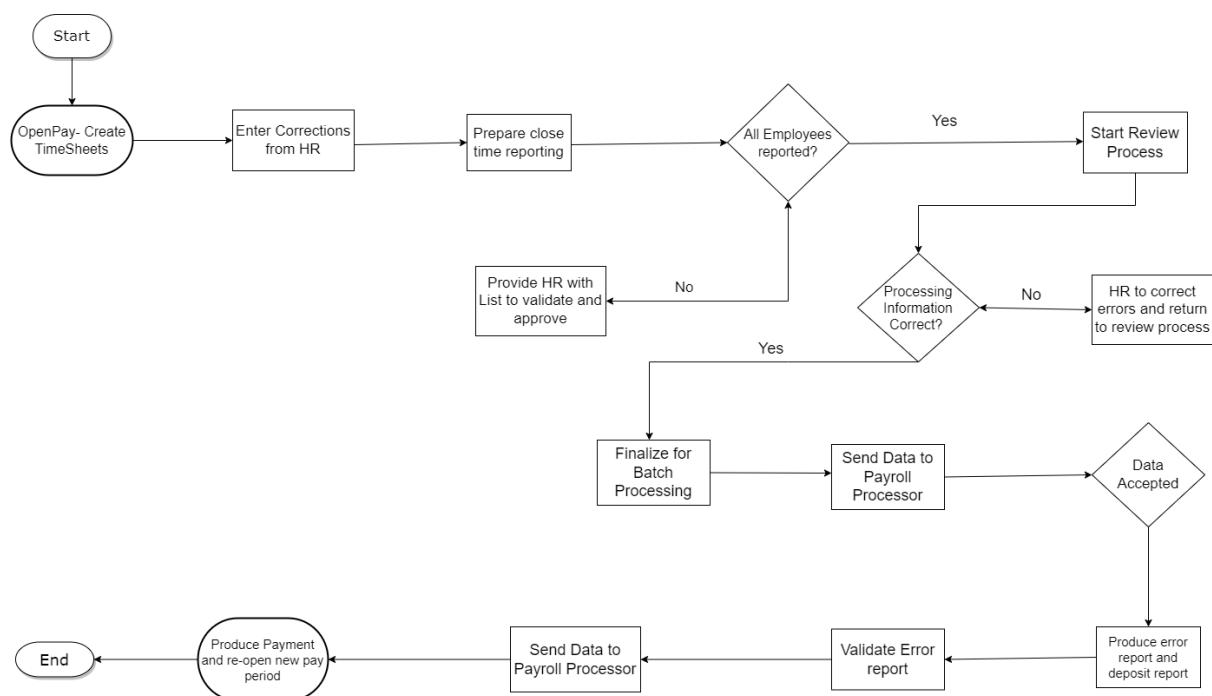 Start
OpenPay- Create
TimeSheets
Enter Corrections
from HR
Prepare close
time reporting
All Employees
reported?
Yes
Start Review
Process
Provide HR with
List to validate and
approve
No
Processing
Information
Correct?
No
HR to correct
errors and return
to review process
Yes
Finalize for
Batch
Processing
Send Data to
Payroll
Processor
Data
Accepted
Produce error
report and
deposit report
Validate Error
report
Send Data to
Payroll Processor
Produce Payment
and re-open new pay
period
End